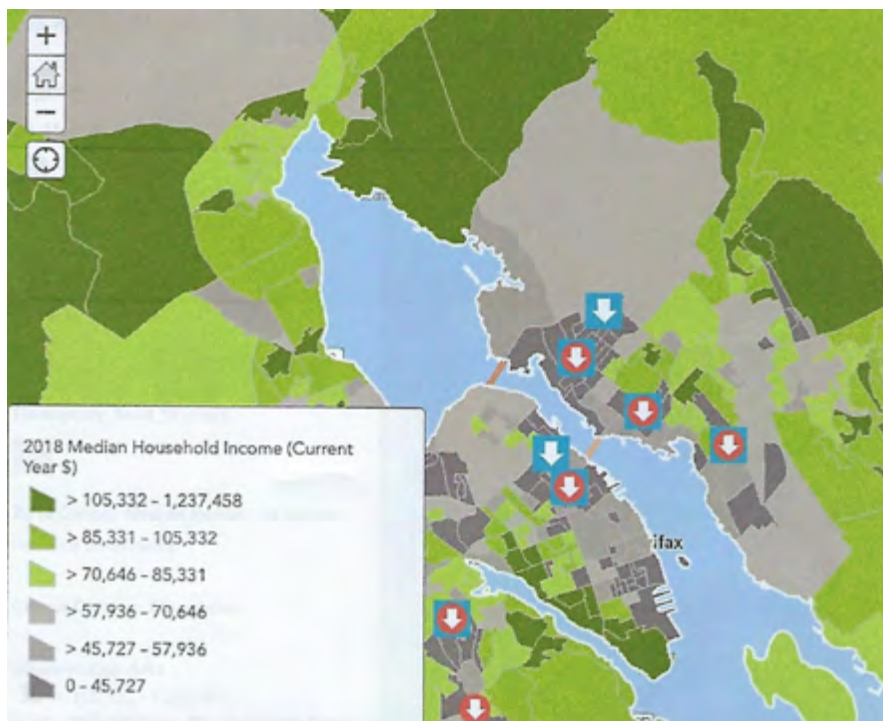 +
−
2018 Median Household Income (Current
Year $)
> 105,332 – 1,237,458
> 85,331 – 105,332
> 70,646 – 85,331
> 57,936 – 70,646
> 45,727 – 57,936
0 – 45,727
rifax